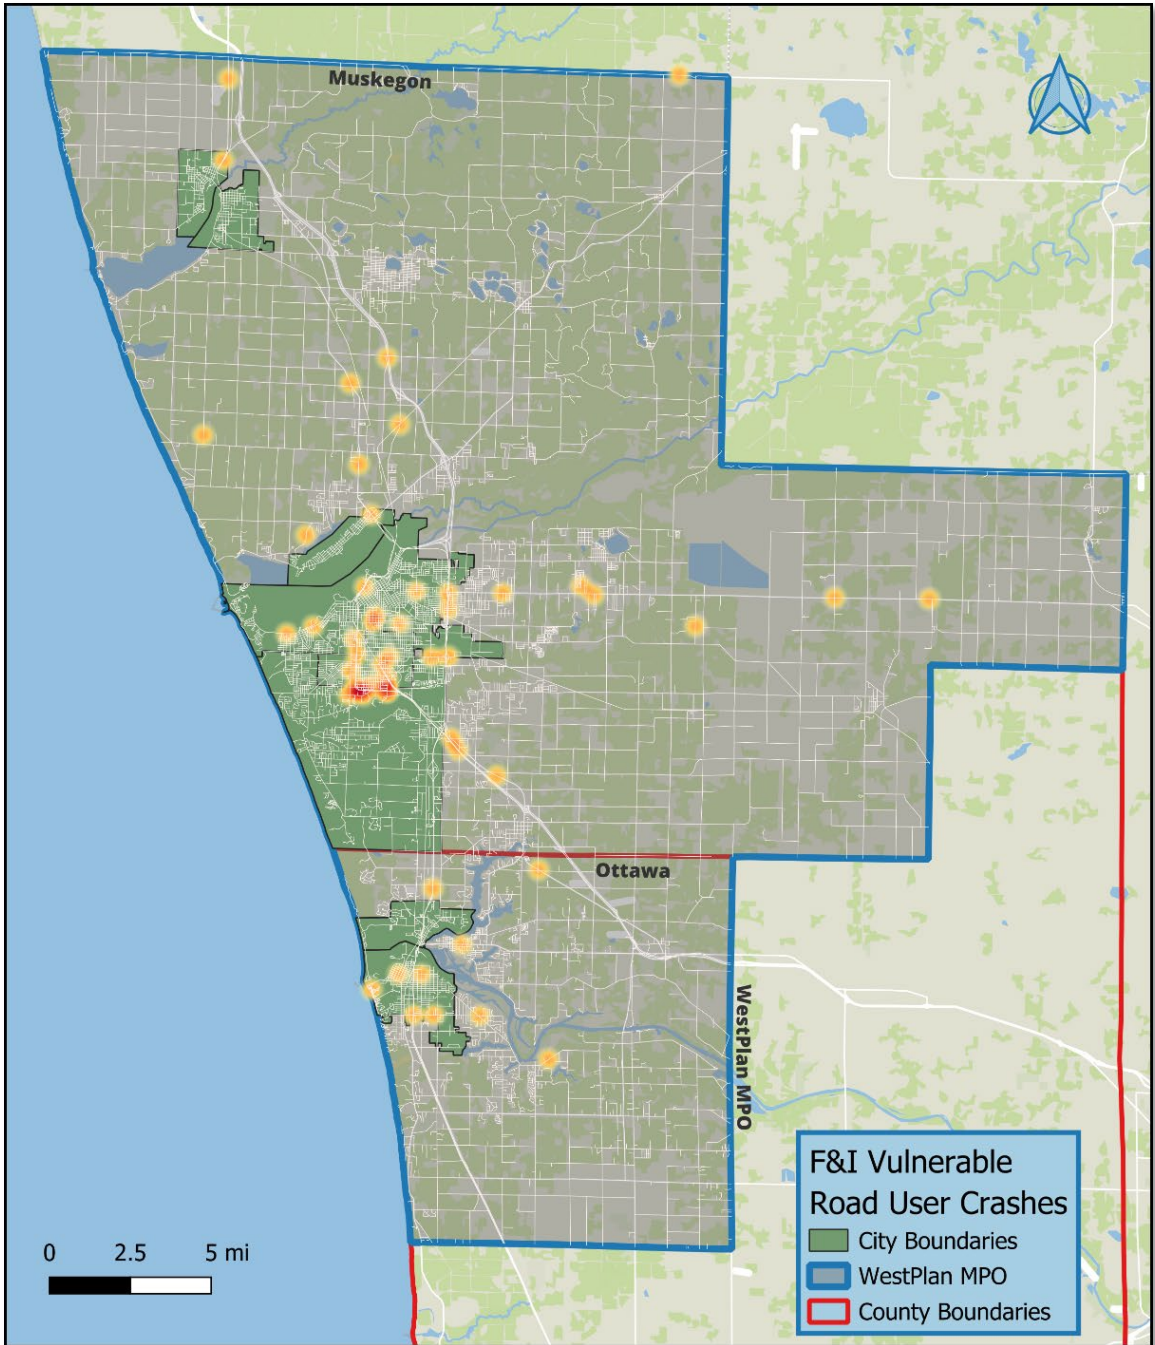 Muskegon
Ottawa
WestPlan MPO
F&I Vulnerable
Road User Crashes
City Boundaries
WestPlan MPO
County Boundaries
0 2.5 5 mi